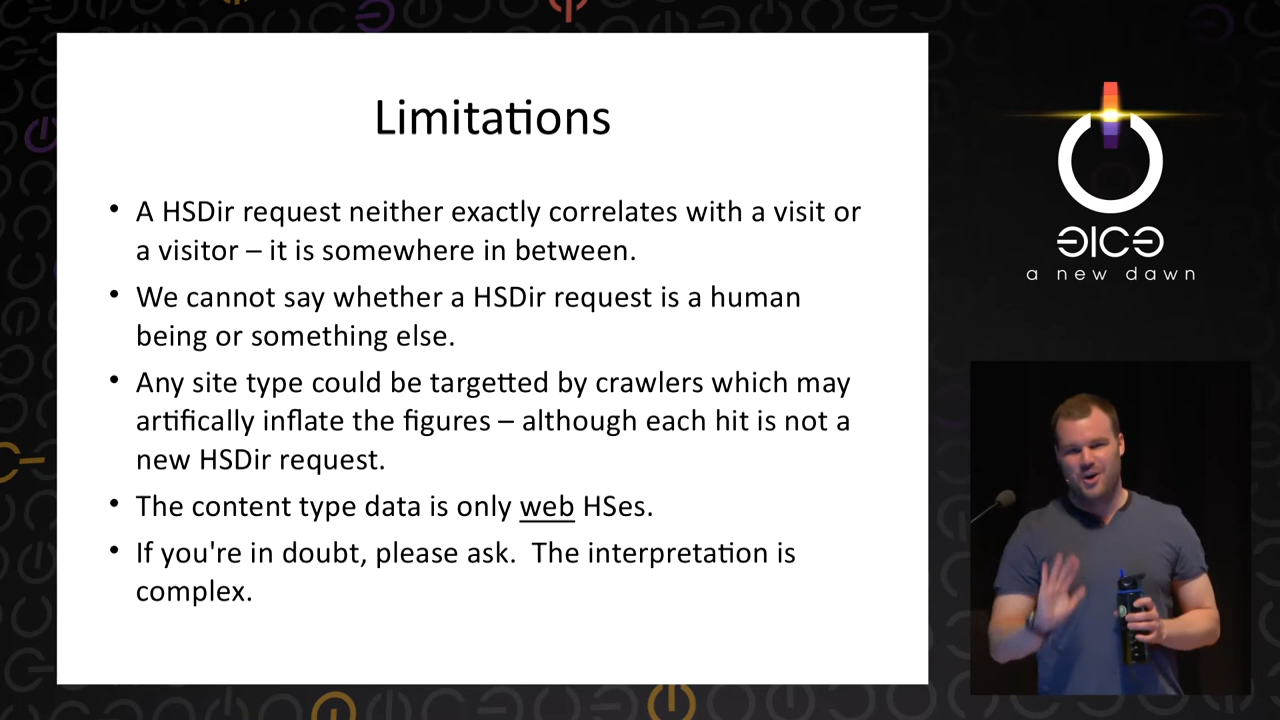 Limitations
• A HSDir request neither exactly correlates with a visit or
a visitor – it is somewhere in between.
• We cannot say whether a HSDir request is a human
being or something else.
• Any site type could be targetted by crawlers which may
artifically inflate the figures – although each hit is not a
new HSDir request.
• The content type data is only web HSes.
• If you're in doubt, please ask.  The interpretation is
complex.
a new dawn